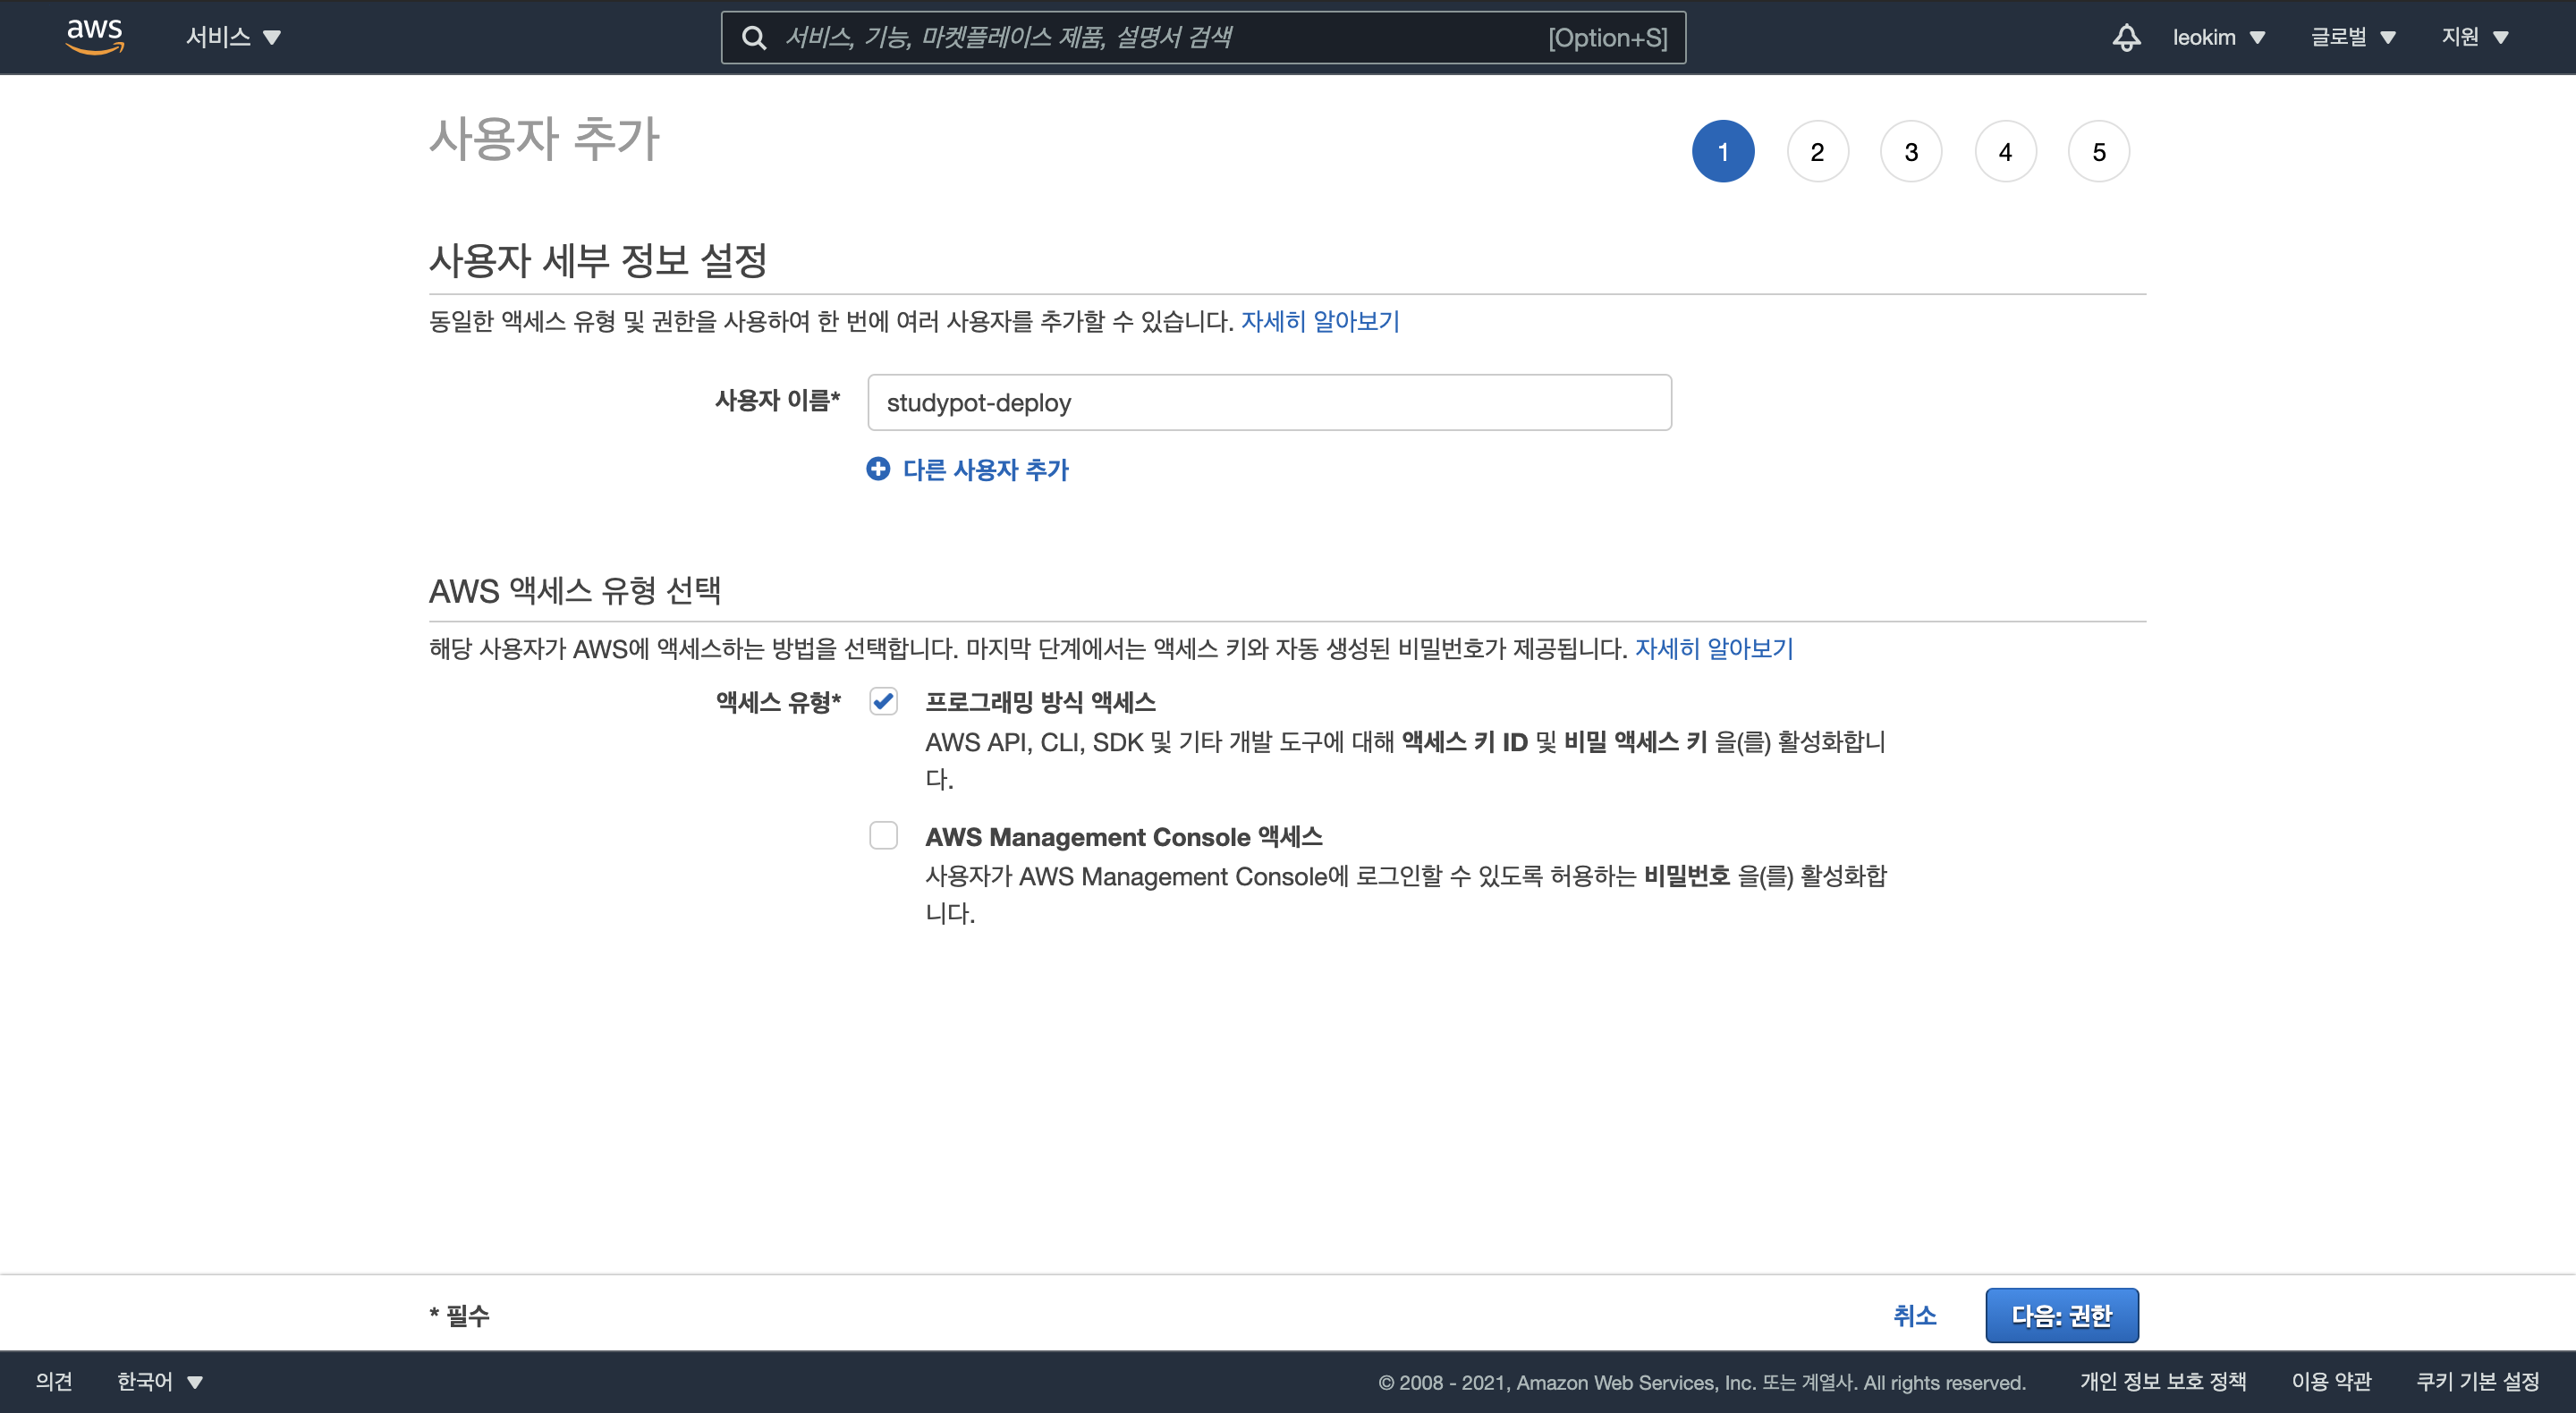 aws 서비스 서비스, 기능, 마켓플레이스 제품, 설명서 검색 [Option+S] leokim 글로벌 지원
사용자 추가
1 2 3 4 5
사용자 세부 정보 설정
동일한 액세스 유형 및 권한을 사용하여 한 번에 여러 사용자를 추가할 수 있습니다. 자세히 알아보기
사용자 이름* studypot-deploy
다른 사용자 추가
AWS 액세스 유형 선택
해당 사용자가 AWS에 액세스하는 방법을 선택합니다. 마지막 단계에서는 액세스 키와 자동 생성된 비밀번호가 제공됩니다. 자세히 알아보기
액세스 유형* 프로그래밍 방식 액세스
AWS API, CLI, SDK 및 기타 개발 도구에 대해 액세스 키 ID 및 비밀 액세스 키 을(를) 활성화합니
다.
AWS Management Console 액세스
사용자가 AWS Management Console에 로그인할 수 있도록 허용하는 비밀번호 을(를) 활성화합
니다.
* 필수 취소 다음: 권한
의견 한국어 © 2008 - 2021, Amazon Web Services, Inc. 또는 계열사. All rights reserved. 개인 정보 보호 정책 이용 약관 쿠키 기본 설정